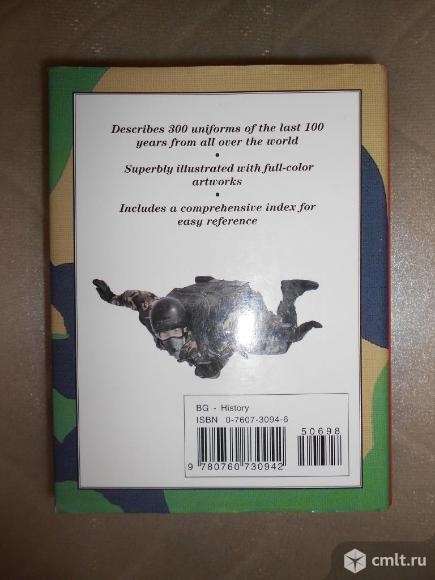 Describes 300 uniforms of the last 100
years from all over the world
•
Superbly illustrated with full-color
artworks
•
Includes a comprehensive index for
easy reference
BG - History
ISBN 0-7607-3094-6
50698
9 780760 730942
cmlt.ru